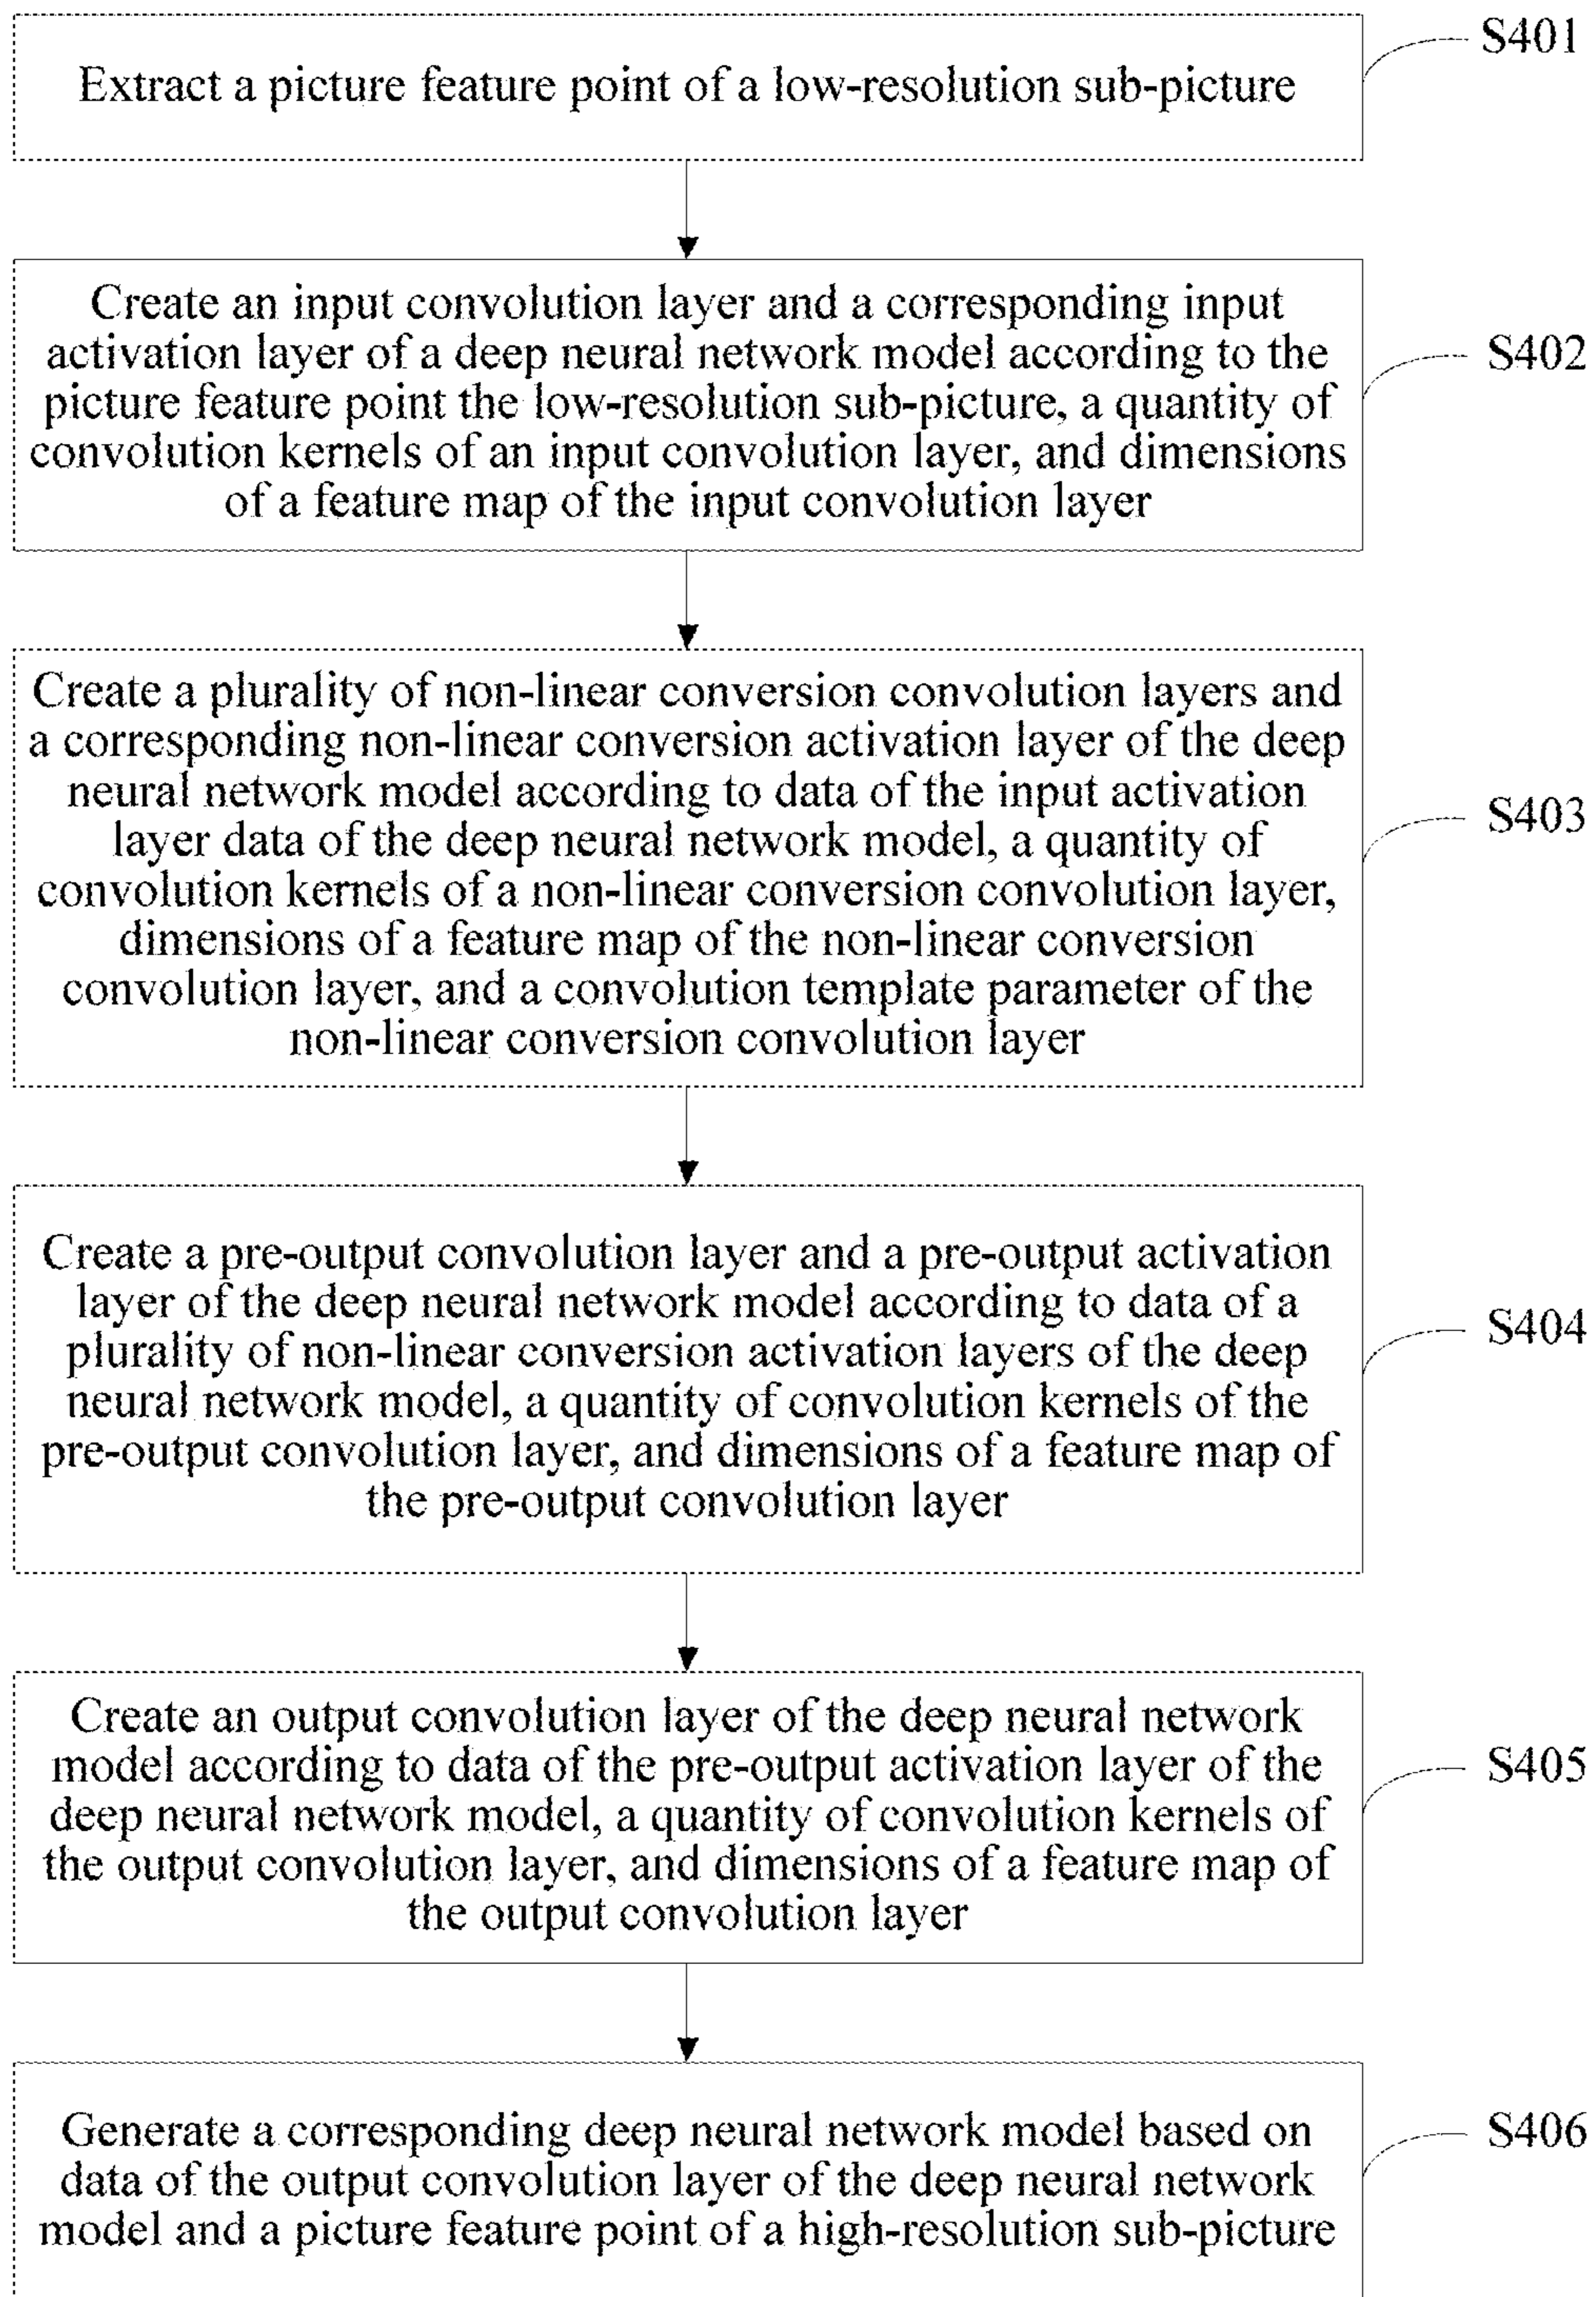 Extract a picture feature point of a low-resolution sub-picture
S401
Create an input convolution layer and a corresponding input
activation layer of a deep neural network model according to the
picture feature point the low-resolution sub-picture, a quantity of
convolution kernels of an input convolution layer, and dimensions
of a feature map of the input convolution layer
S402
Create a plurality of non-linear conversion convolution layers and
a corresponding non-linear conversion activation layer of the deep
neural network model according to data of the input activation
layer data of the deep neural network model, a quantity of
convolution kernels of a non-linear conversion convolution layer,
dimensions of a feature map of the non-linear conversion
convolution layer, and a convolution template parameter of the
non-linear conversion convolution layer
S403
Create a pre-output convolution layer and a pre-output activation
layer of the deep neural network model according to data of a
plurality of non-linear conversion activation layers of the deep
neural network model, a quantity of convolution kernels of the
pre-output convolution layer, and dimensions of a feature map of
the pre-output convolution layer
S404
Create an output convolution layer of the deep neural network
model according to data of the pre-output activation layer of the
deep neural network model, a quantity of convolution kernels of
the output convolution layer, and dimensions of a feature map of
the output convolution layer
S405
Generate a corresponding deep neural network model based on
data of the output convolution layer of the deep neural network
model and a picture feature point of a high-resolution sub-picture
S406